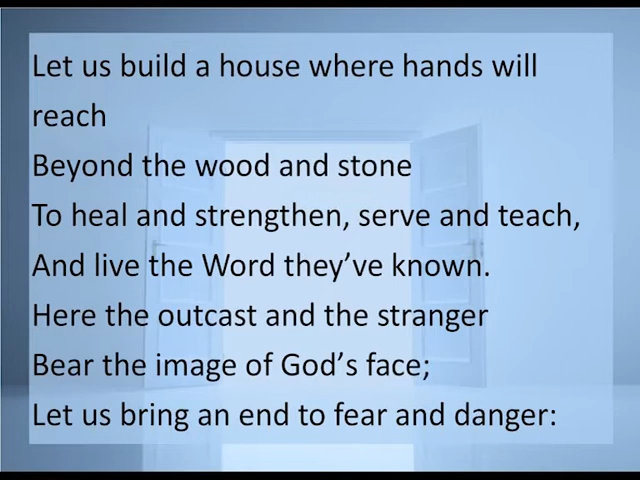 Let us build a house where hands will
reach
Beyond the wood and stone
To heal and strengthen, serve and teach,
And live the Word they’ve known.
Here the outcast and the stranger
Bear the image of God’s face;
Let us bring an end to fear and danger: